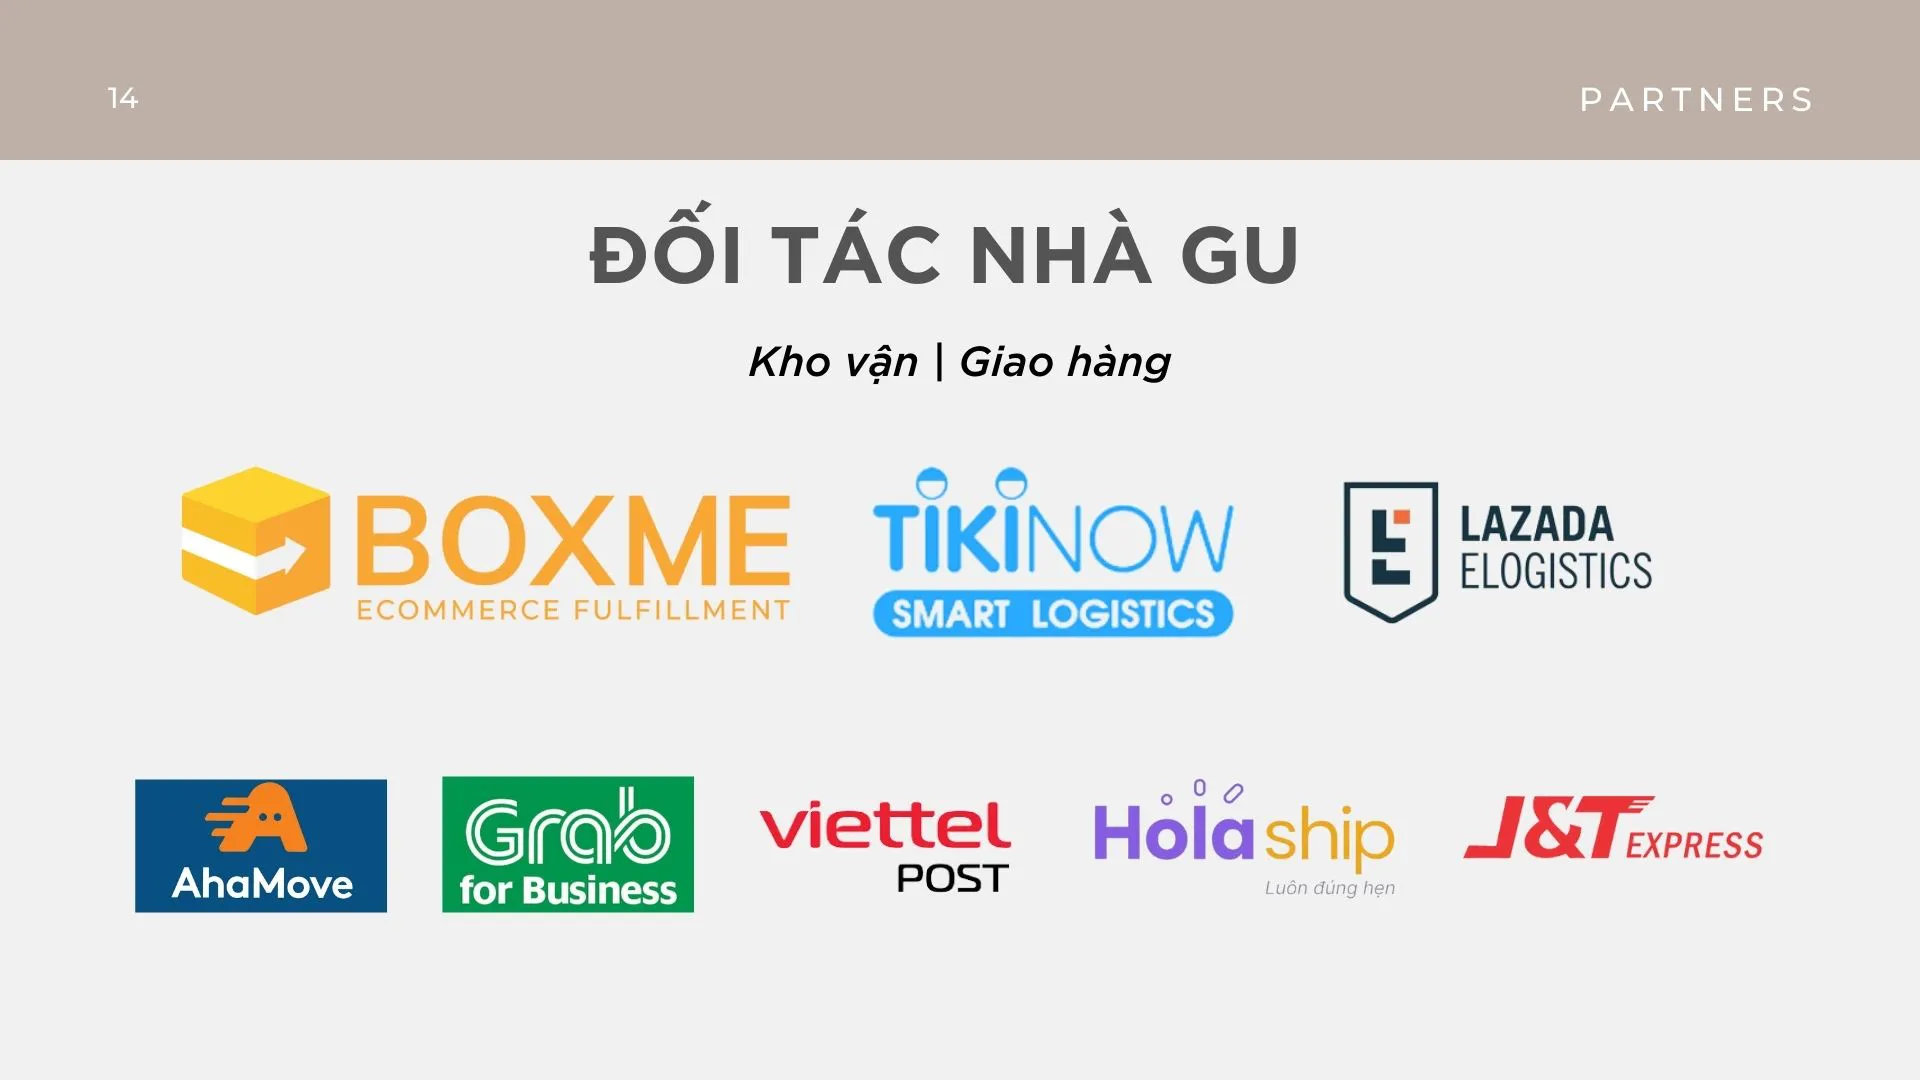 14
PARTNERS
ĐỐI TÁC NHÀ GU
Kho vận | Giao hàng
BOXME
ECOMMERCE FULFILLMENT
TIKINOW
SMART LOGISTICS
LAZADA
ELOGISTICS
AhaMove
Grab
for Business
viettel
POST
Holaship
Luôn đúng hẹn
J&T EXPRESS